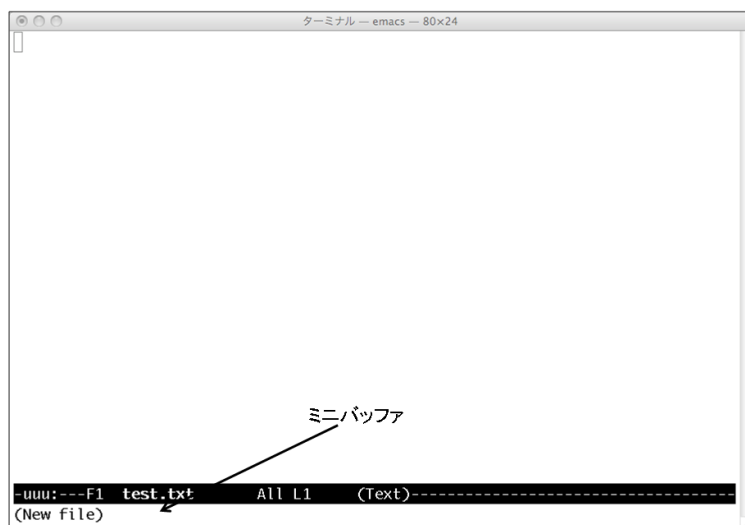 ターミナル — emacs — 80×24
ミニバッファ
-uuu:---F1  test.txt       All L1     (Text)-----------------------------------
(New file)